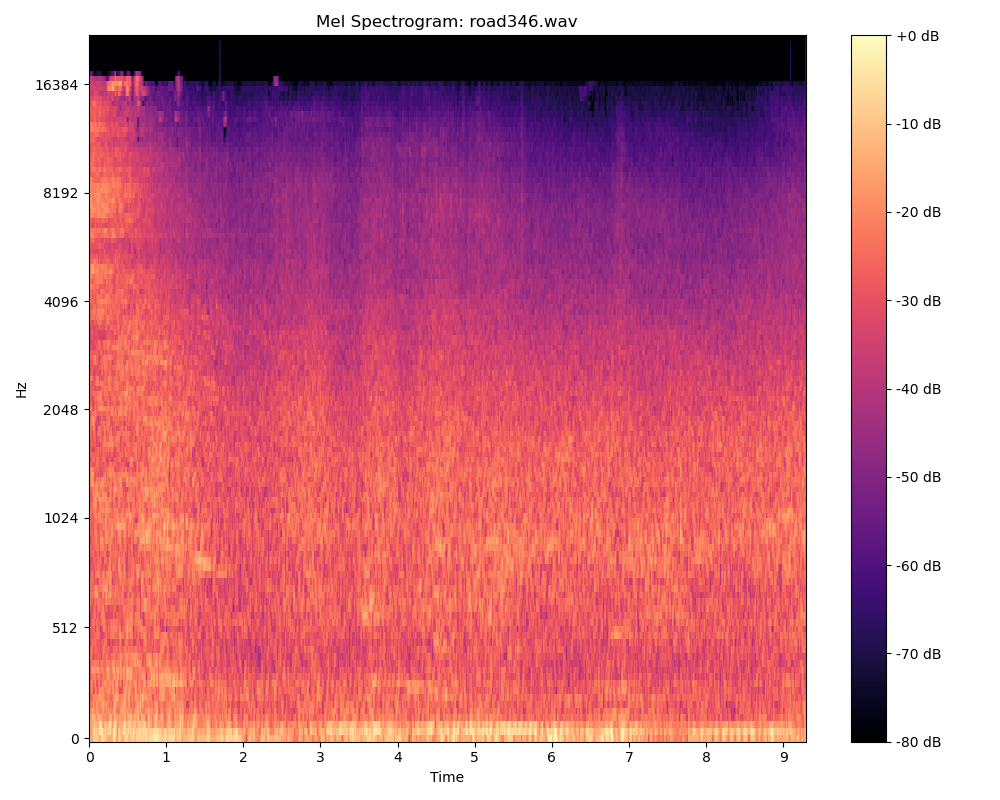 Mel Spectrogram: road346.wav
Hz
16384
8192
4096
2048
1024
512
0
0 1 2 3 4 5 6 7 8 9
Time
+0 dB
-10 dB
-20 dB
-30 dB
-40 dB
-50 dB
-60 dB
-70 dB
-80 dB